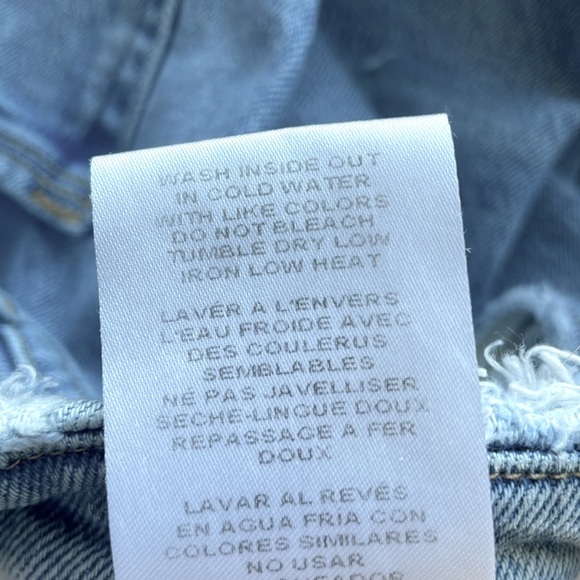 WASH INSIDE OUT
IN COLD WATER
WITH LIKE COLORS
DO NOT BLEACH
TUMBLE DRY LOW
IRON LOW HEAT
LAVÉR A L'ENVERS
L'EAU FROIDE AVEC
DES COULERUS
SEMBLABLES
NÉ PAS JAVELLISER
SECHE-LINGUE DOUX
REPASSAGE A FER
DOUX
LAVAR AL REVÉS
EN AGUA FRIA CON
COLORES SIMILARES
NO USAR